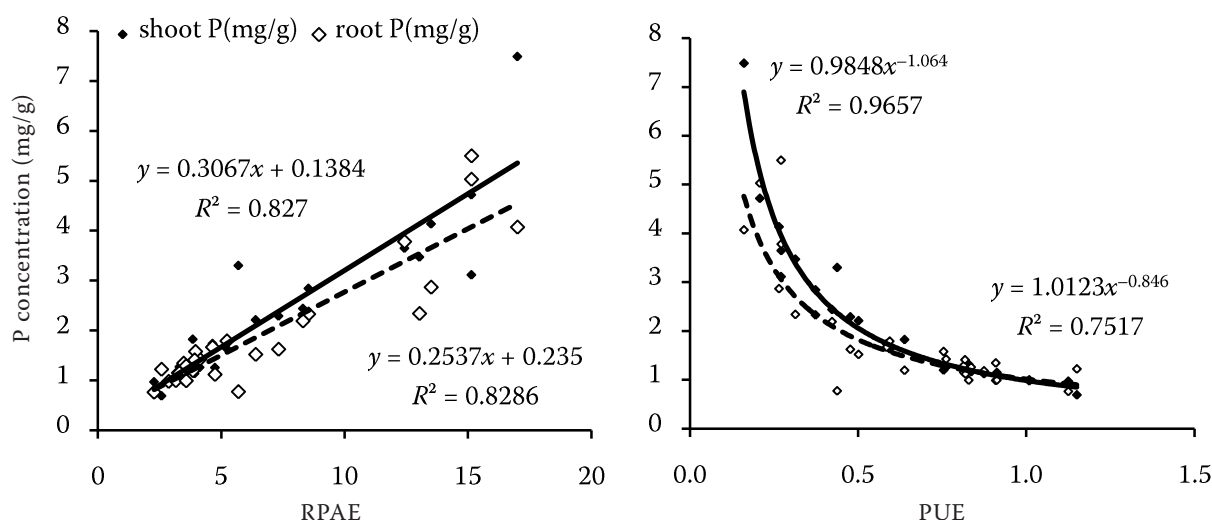 shoot P(mg/g) root P(mg/g)
P concentration (mg/g)
8
7
6
5
4
3
2
1
0
y = 0.3067x + 0.1384
R² = 0.827
y = 0.2537x + 0.235
R² = 0.8286
0 5 10 15 20
RPAE
8
7
6
5
4
3
2
1
0
y = 0.9848x⁻¹·⁰⁶⁴
R² = 0.9657
y = 1.0123x⁻⁰·⁸⁴⁶
R² = 0.7517
0.0 0.5 1.0 1.5
PUE